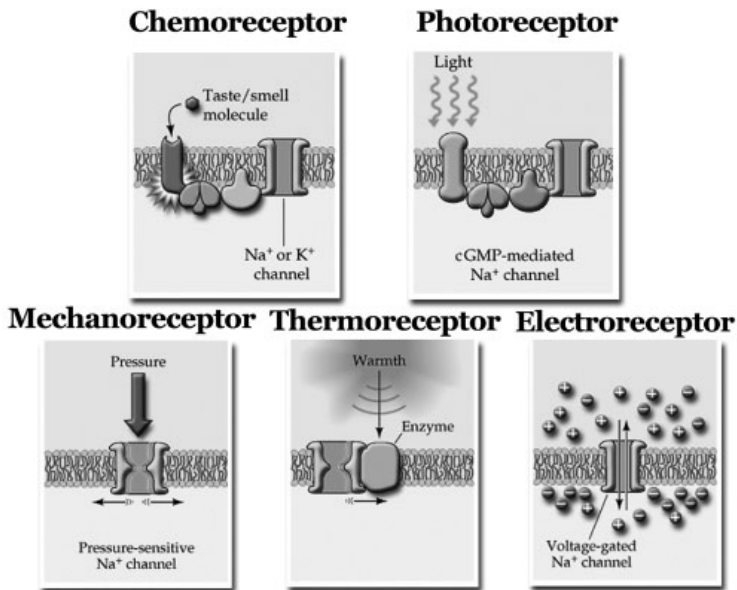 Chemoreceptor
Photoreceptor
Taste/smell
molecule
Na⁺ or K⁺
channel
Light
cGMP-mediated
Na⁺ channel
Mechanoreceptor
Thermoreceptor
Electroreceptor
Pressure
Pressure-sensitive
Na⁺ channel
Warmth
Enzyme
+ − + −
+ − + −
+ − + −
− − + − −
− + − + −
− + −
Voltage-gated
Na⁺ channel